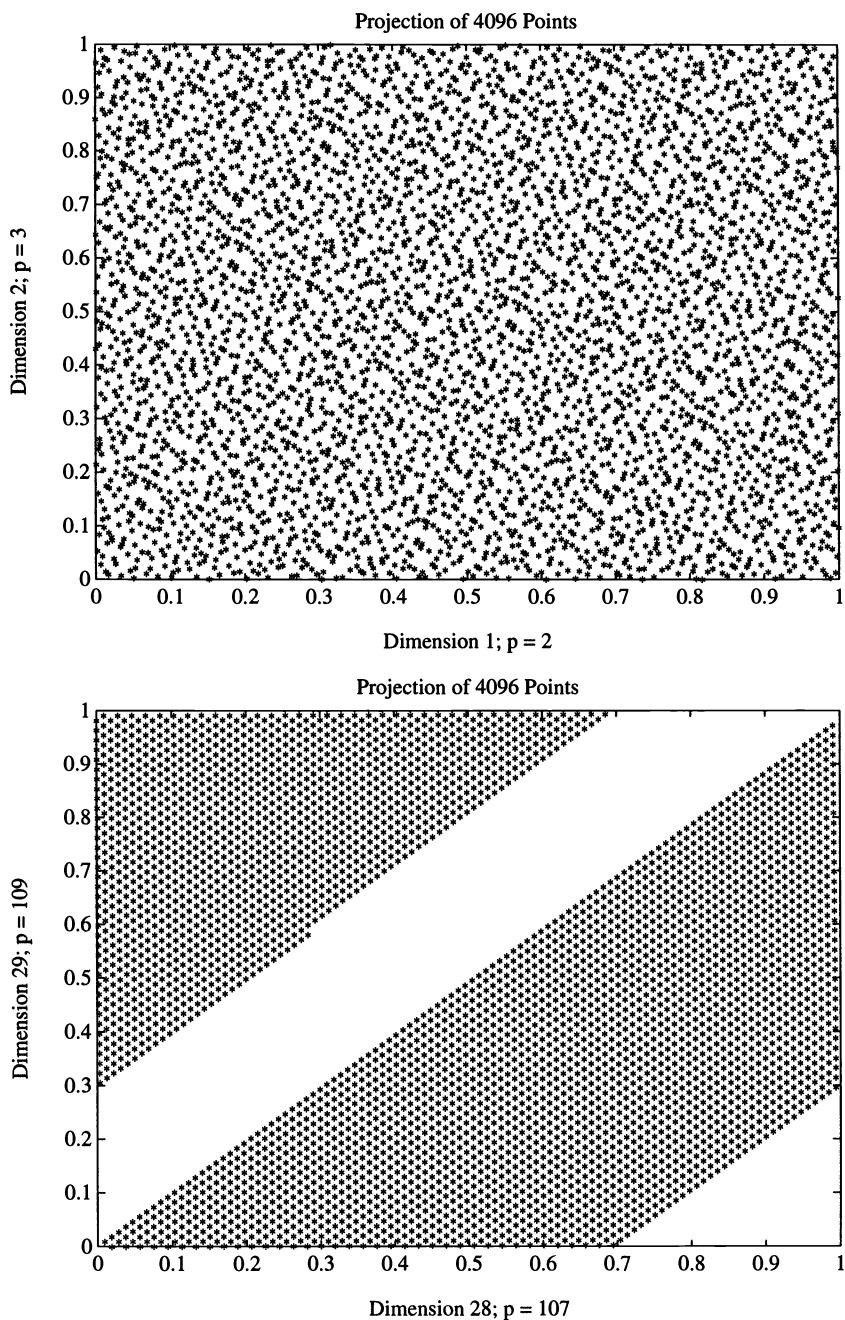 Projection of 4096 Points
1
0.9
0.8
0.7
0.6
0.5
0.4
0.3
0.2
0.1
0
Dimension 2; p = 3
0 0.1 0.2 0.3 0.4 0.5 0.6 0.7 0.8 0.9 1
Dimension 1; p = 2
Projection of 4096 Points
1
0.9
0.8
0.7
0.6
0.5
0.4
0.3
0.2
0.1
0
Dimension 29; p = 109
0 0.1 0.2 0.3 0.4 0.5 0.6 0.7 0.8 0.9 1
Dimension 28; p = 107